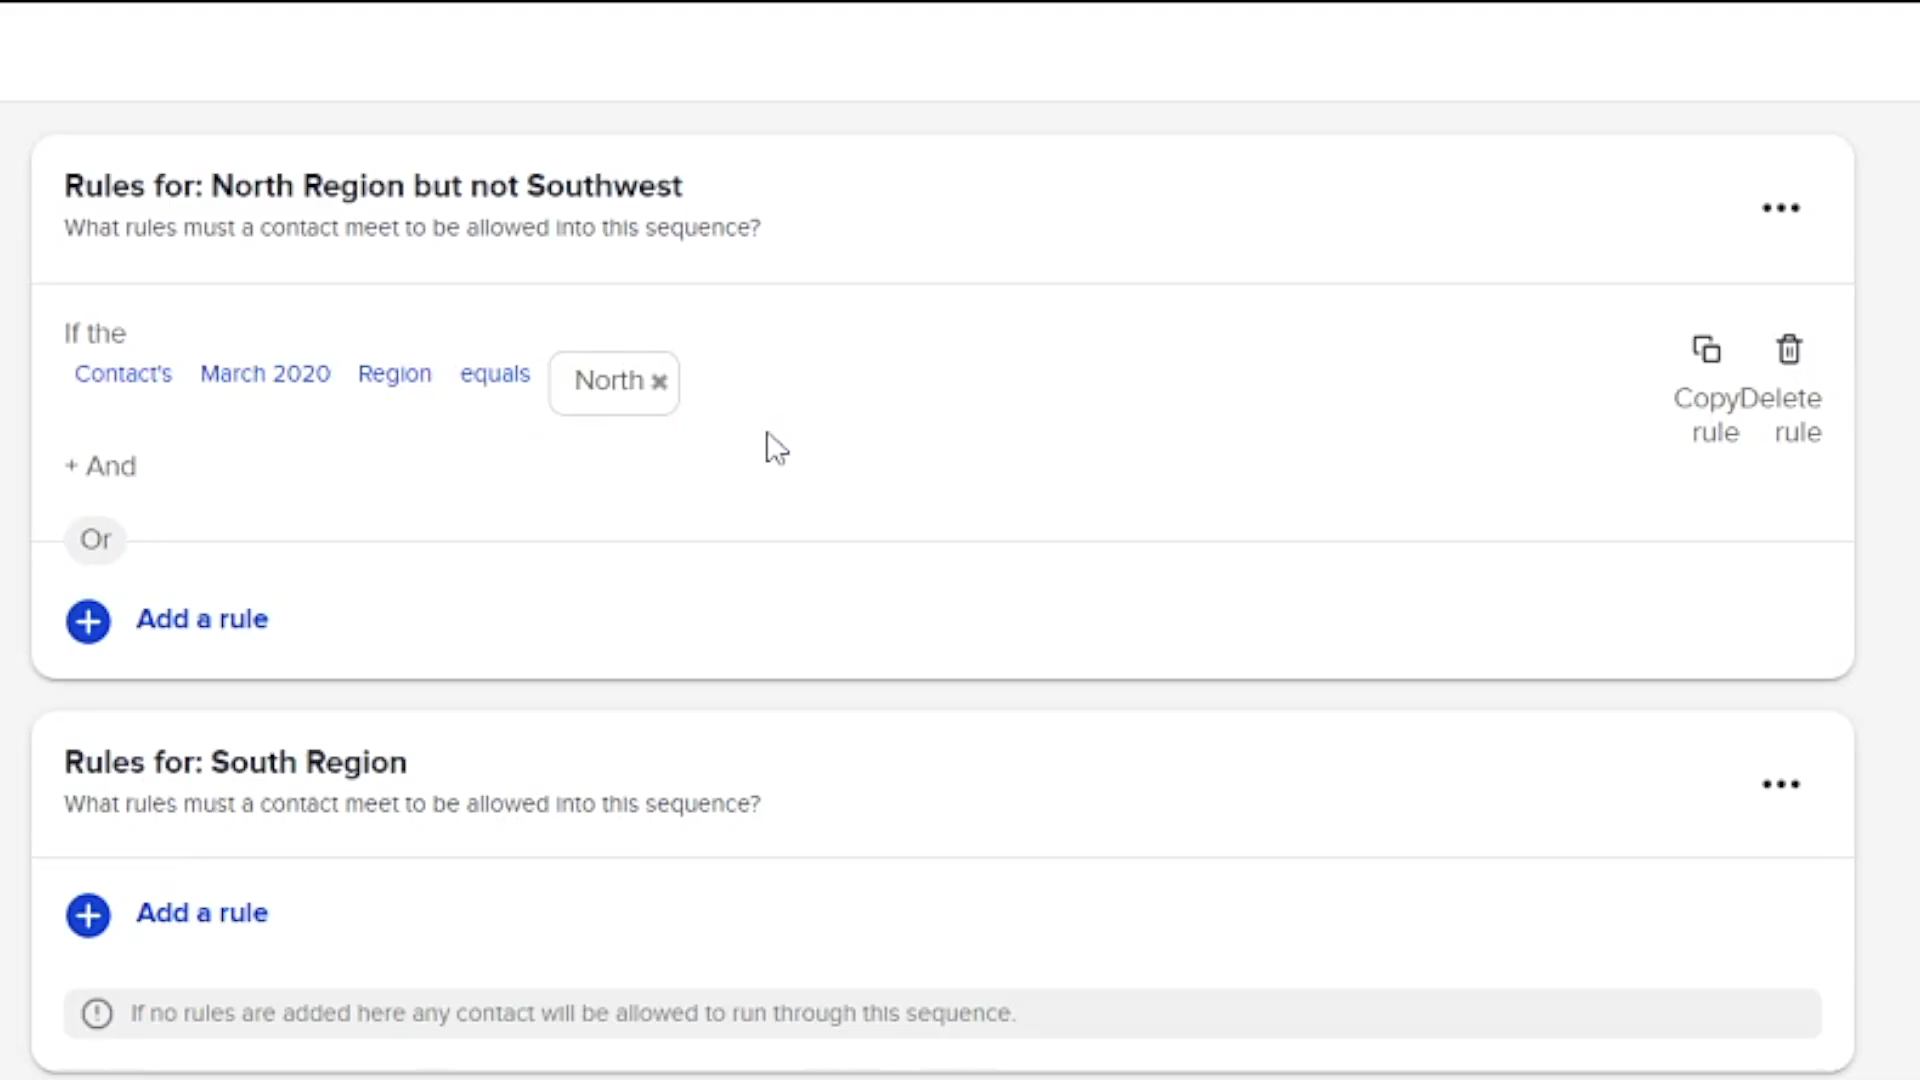 Rules for: North Region but not Southwest
What rules must a contact meet to be allowed into this sequence?
If the
Contact's March 2020 Region equals North ×
Copy rule Delete rule
+ And
Or
Add a rule
Rules for: South Region
What rules must a contact meet to be allowed into this sequence?
Add a rule
If no rules are added here any contact will be allowed to run through this sequence.